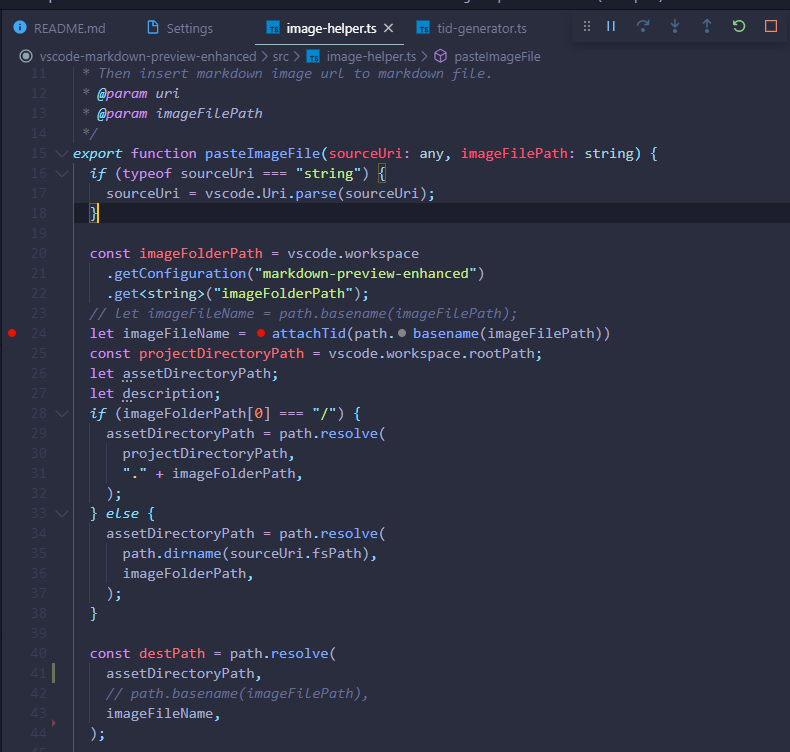 README.md Settings image-helper.ts tid-generator.ts
vscode-markdown-preview-enhanced > src > image-helper.ts > pasteImageFile
11 * Then insert markdown image url to markdown file.
12 * @param uri
13 * @param imageFilePath
14 */
15 export function pasteImageFile(sourceUri: any, imageFilePath: string) {
16 if (typeof sourceUri === "string") {
17 sourceUri = vscode.Uri.parse(sourceUri);
18 }
19
20 const imageFolderPath = vscode.workspace
21 .getConfiguration("markdown-preview-enhanced")
22 .get<string>("imageFolderPath");
23 // let imageFileName = path.basename(imageFilePath);
24 let imageFileName = attachTid(path.basename(imageFilePath))
25 const projectDirectoryPath = vscode.workspace.rootPath;
26 let assetDirectoryPath;
27 let description;
28 if (imageFolderPath[0] === "/") {
29 assetDirectoryPath = path.resolve(
30 projectDirectoryPath,
31 "." + imageFolderPath,
32 );
33 } else {
34 assetDirectoryPath = path.resolve(
35 path.dirname(sourceUri.fsPath),
36 imageFolderPath,
37 );
38 }
39
40 const destPath = path.resolve(
41 assetDirectoryPath,
42 // path.basename(imageFilePath),
43 imageFileName,
44 );